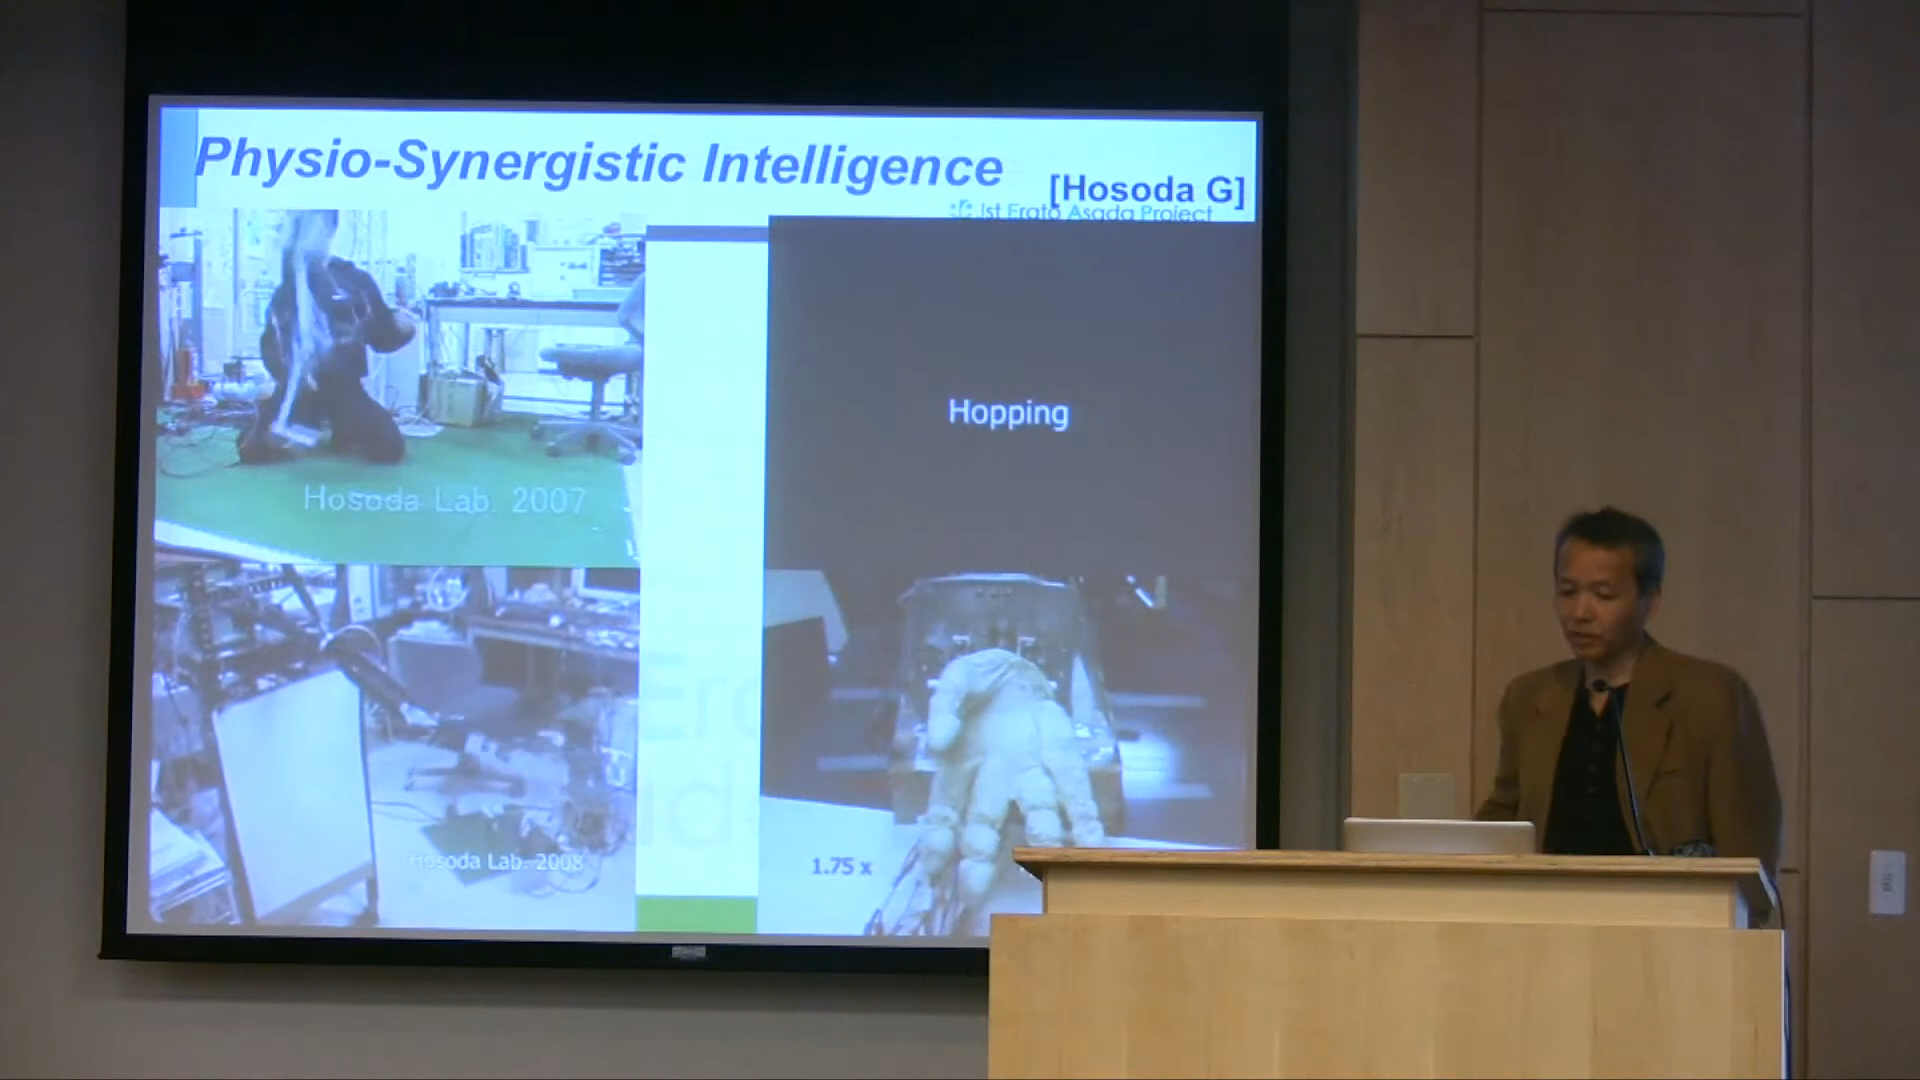 Physio-Synergistic Intelligence
[Hosoda G]
Jst Erato Asada Project
Hopping
Hosoda Lab. 2007
Hosoda Lab. 2008
1.75 x